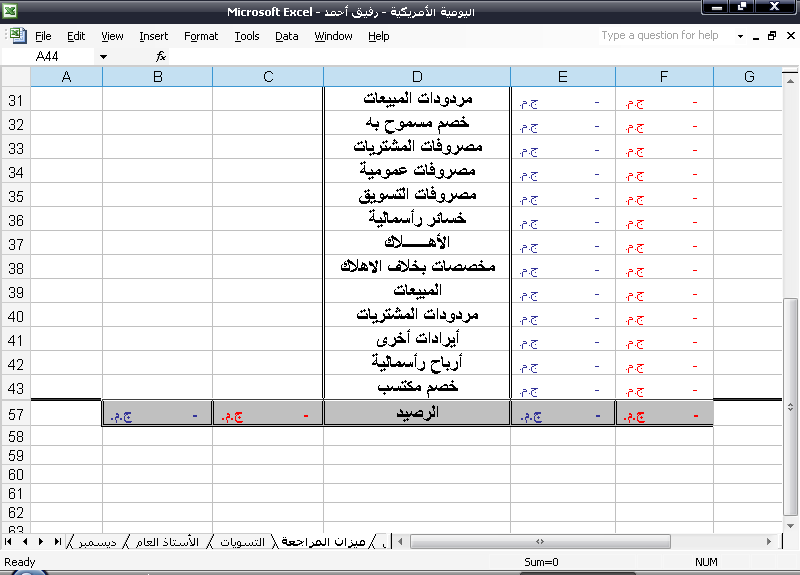 Microsoft Excel - اليومية الأمريكية - رفيق أحمد
File Edit View Insert Format Tools Data Window Help Type a question for help
A44 fx
A B C D E F G
31 مردودات المبيعات ج.م. - ج.م. -
32 خصم مسموح به ج.م. - ج.م. -
33 مصروفات المشتريات ج.م. - ج.م. -
34 مصروفات عمومية ج.م. - ج.م. -
35 مصروفات التسويق ج.م. - ج.م. -
36 خسائر رأسمالية ج.م. - ج.م. -
37 الأهـــلاك ج.م. - ج.م. -
38 مخصصات بخلاف الاهلاك ج.م. - ج.م. -
39 المبيعات ج.م. - ج.م. -
40 مردودات المشتريات ج.م. - ج.م. -
41 أيرادات أخرى ج.م. - ج.م. -
42 أرباح رأسمالية ج.م. - ج.م. -
43 خصم مكتسب ج.م. - ج.م. -
57 ج.م. - ج.م. - الرصيد ج.م. - ج.م. -
58
59
60
61
62
63
ديسمبر الأستاذ العام التسويات ميزان المراجعة
Ready Sum=0 NUM